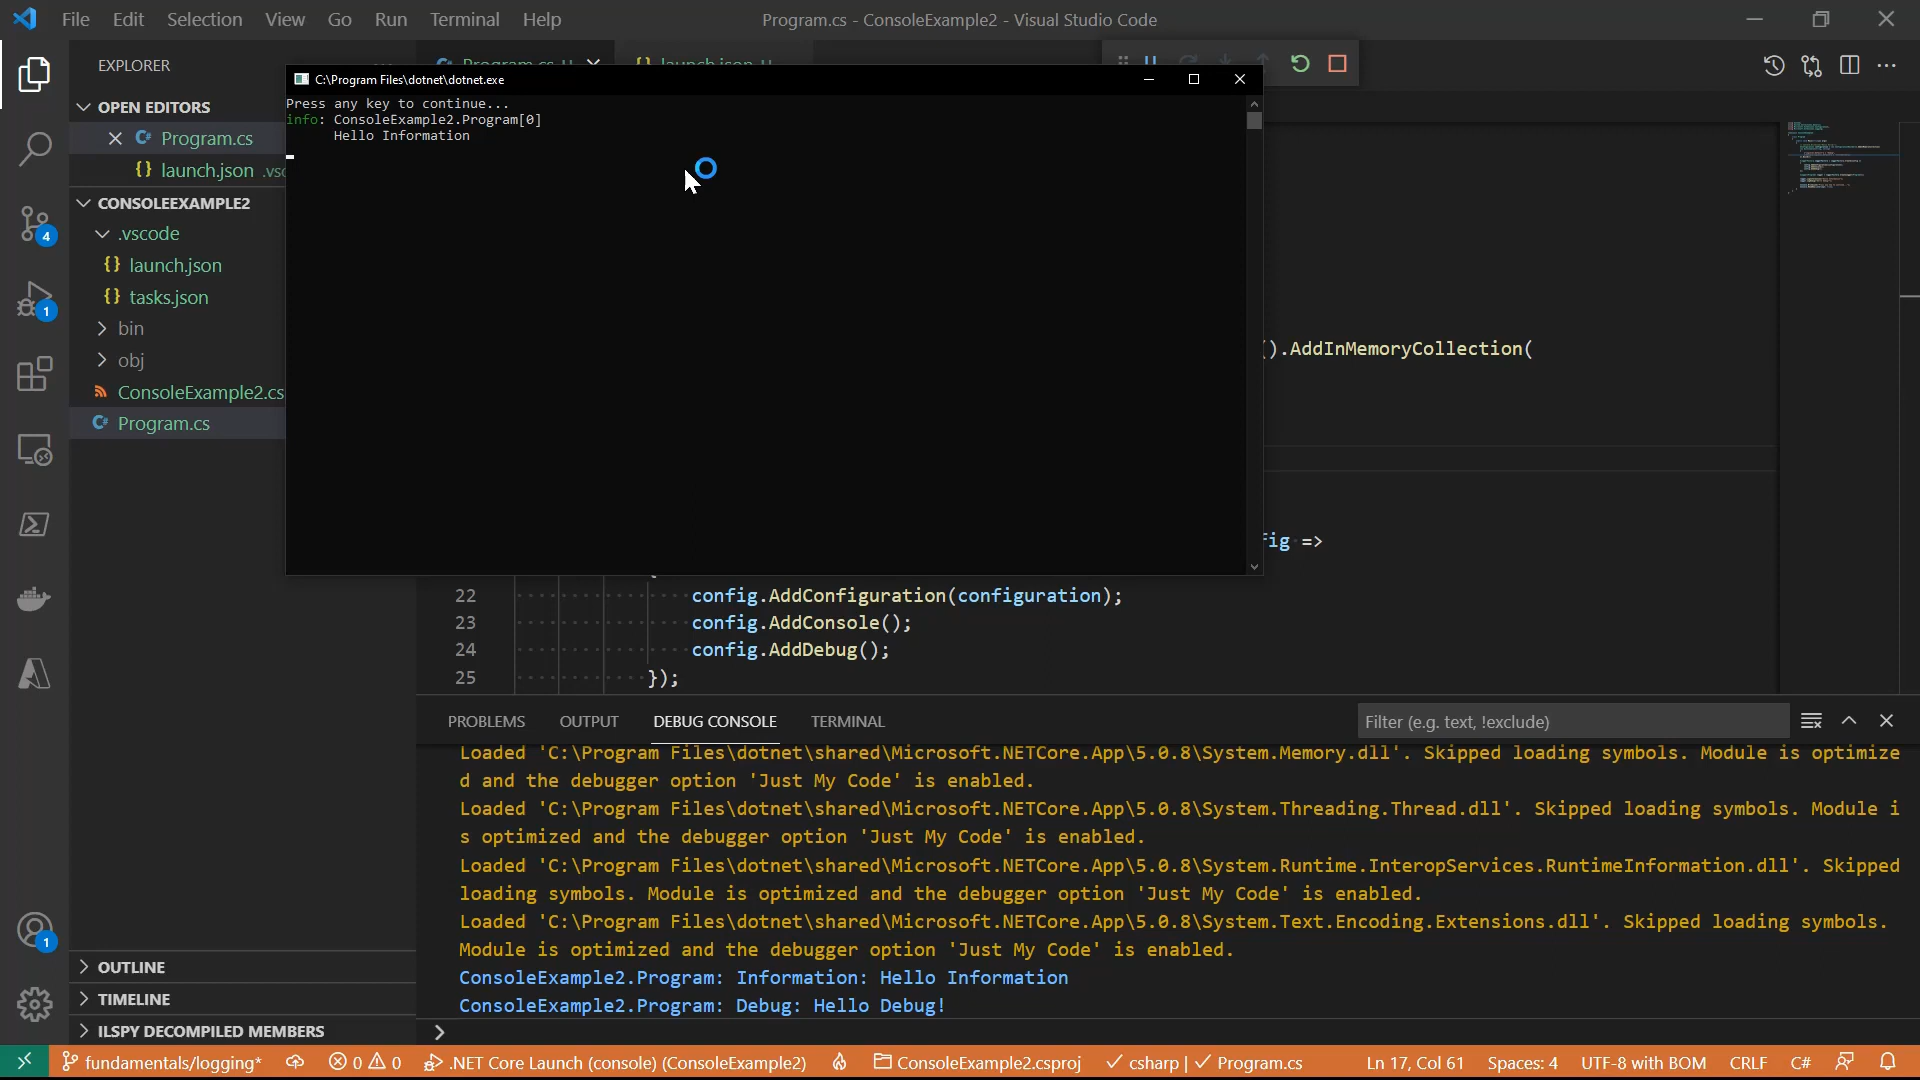 File Edit Selection View Go Run Terminal Help
Program.cs - ConsoleExample2 - Visual Studio Code
EXPLORER
OPEN EDITORS
Program.cs
launch.json .vsc
CONSOLEEXAMPLE2
.vscode
launch.json
tasks.json
bin
obj
ConsoleExample2.cs
Program.cs
OUTLINE
TIMELINE
ILSPY DECOMPILED MEMBERS
4
1
1
Program.cs U
launch.json U
C:\Program Files\dotnet\dotnet.exe
Press any key to continue...
info: ConsoleExample2.Program[0]
Hello Information
().AddInMemoryCollection(
fig =>
{
22 config.AddConfiguration(configuration);
23 config.AddConsole();
24 config.AddDebug();
25 });
PROBLEMS OUTPUT DEBUG CONSOLE TERMINAL
Filter (e.g. text, !exclude)
Loaded 'C:\Program Files\dotnet\shared\Microsoft.NETCore.App\5.0.8\System.Memory.dll'. Skipped loading symbols. Module is optimize
d and the debugger option 'Just My Code' is enabled.
Loaded 'C:\Program Files\dotnet\shared\Microsoft.NETCore.App\5.0.8\System.Threading.Thread.dll'. Skipped loading symbols. Module i
s optimized and the debugger option 'Just My Code' is enabled.
Loaded 'C:\Program Files\dotnet\shared\Microsoft.NETCore.App\5.0.8\System.Runtime.InteropServices.RuntimeInformation.dll'. Skipped
loading symbols. Module is optimized and the debugger option 'Just My Code' is enabled.
Loaded 'C:\Program Files\dotnet\shared\Microsoft.NETCore.App\5.0.8\System.Text.Encoding.Extensions.dll'. Skipped loading symbols.
Module is optimized and the debugger option 'Just My Code' is enabled.
ConsoleExample2.Program: Information: Hello Information
ConsoleExample2.Program: Debug: Hello Debug!
fundamentals/logging* 0 0 .NET Core Launch (console) (ConsoleExample2) ConsoleExample2.csproj csharp | Program.cs Ln 17, Col 61 Spaces: 4 UTF-8 with BOM CRLF C#